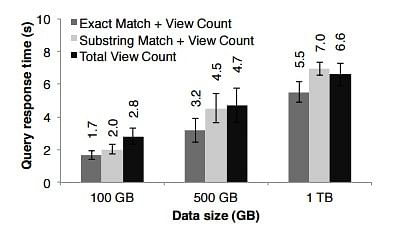 Exact Match + View Count
Substring Match + View Count
Total View Count
Query response time (s)
10
8
6
4
2
0
1.7
2.0
2.8
3.2
4.5
4.7
5.5
7.0
6.6
100 GB
500 GB
1 TB
Data size (GB)